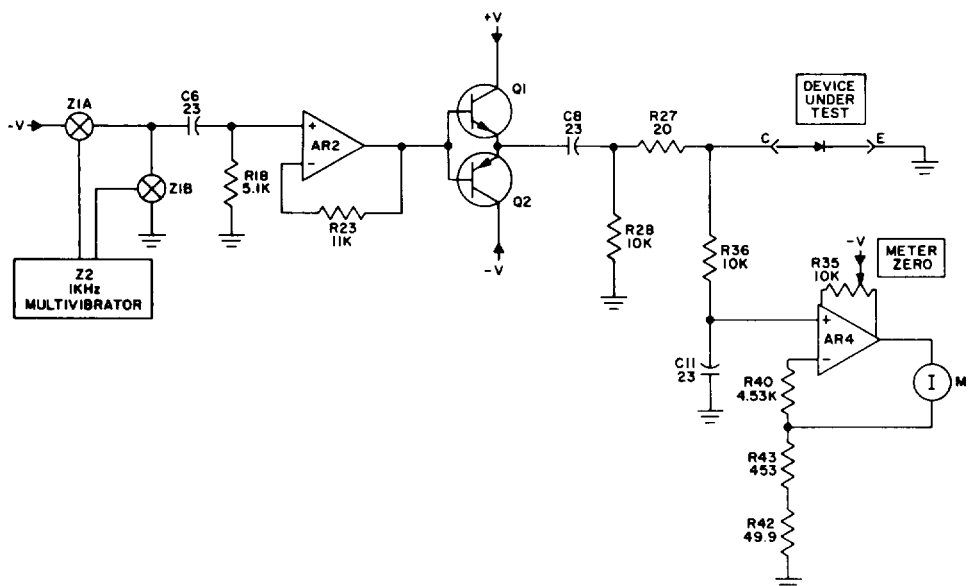 +V
Q1
DEVICE
UNDER
TEST
Z1A
C6
23
C8
23
R27
20
-V
+
AR2
-
C
E
R18
5.1K
Z1B
R23
11K
Q2
R28
10K
R36
10K
-V
R35
10K
METER
ZERO
-V
Z2
1KHz
MULTIVIBRATOR
+
AR4
-
C11
23
R40
4.53K
I
M
R43
453
R42
49.9